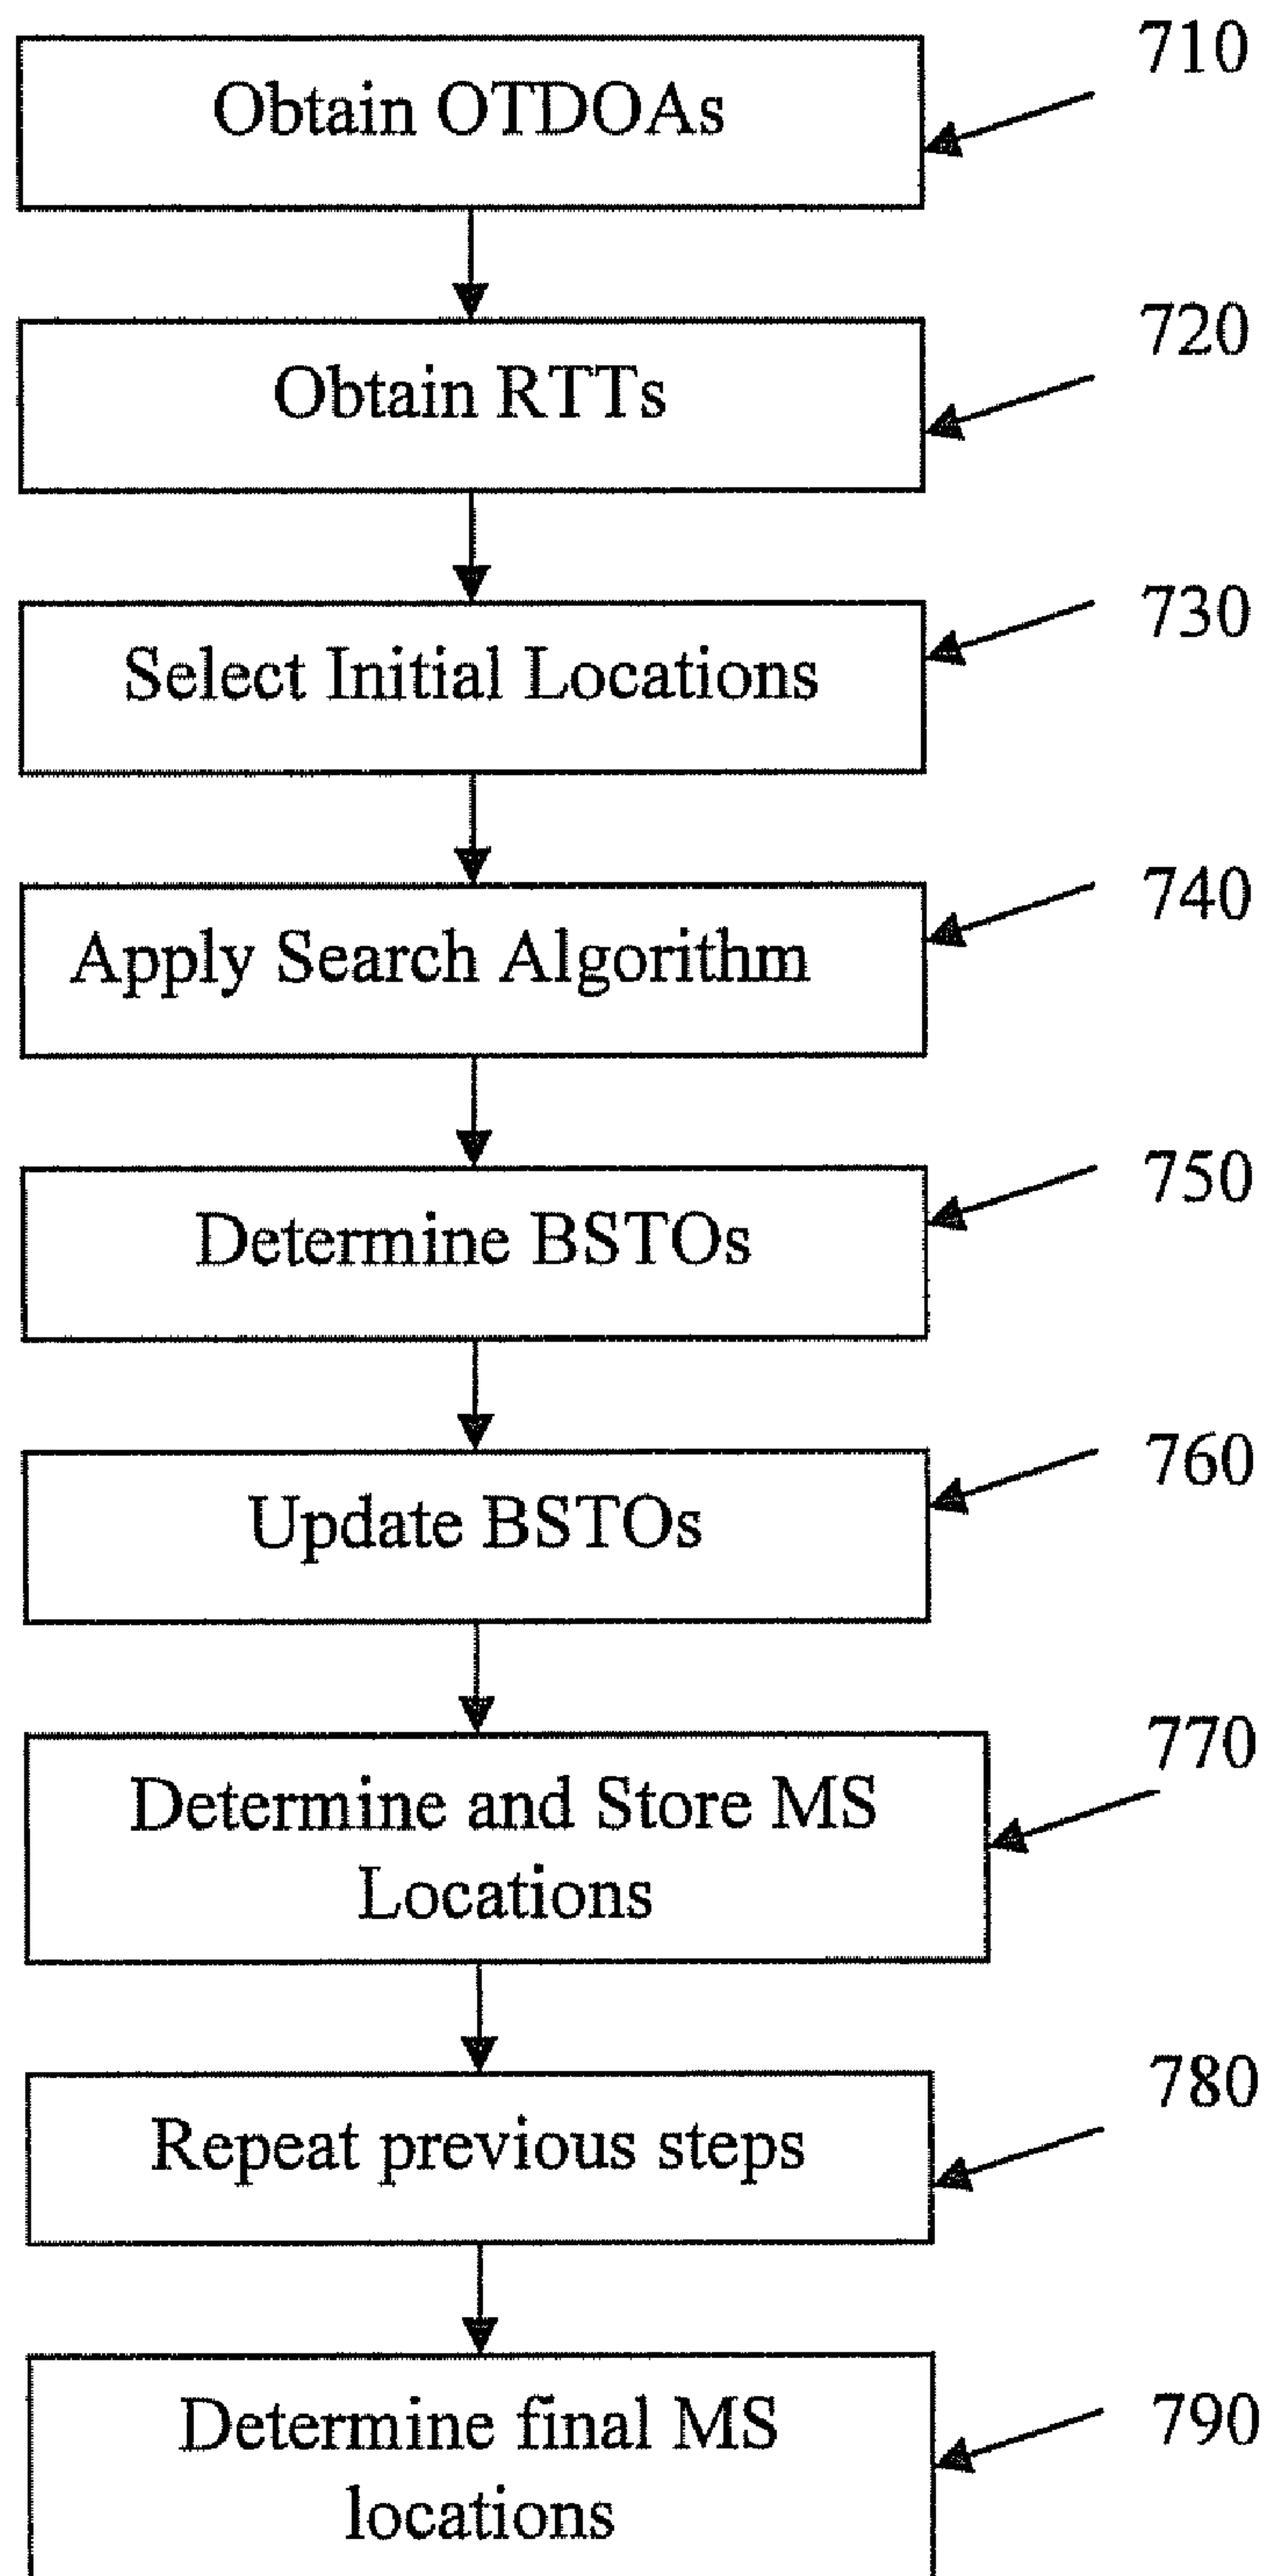 710
Obtain OTDOAs
720
Obtain RTTs
730
Select Initial Locations
740
Apply Search Algorithm
750
Determine BSTOs
760
Update BSTOs
770
Determine and Store MS
Locations
780
Repeat previous steps
790
Determine final MS
locations